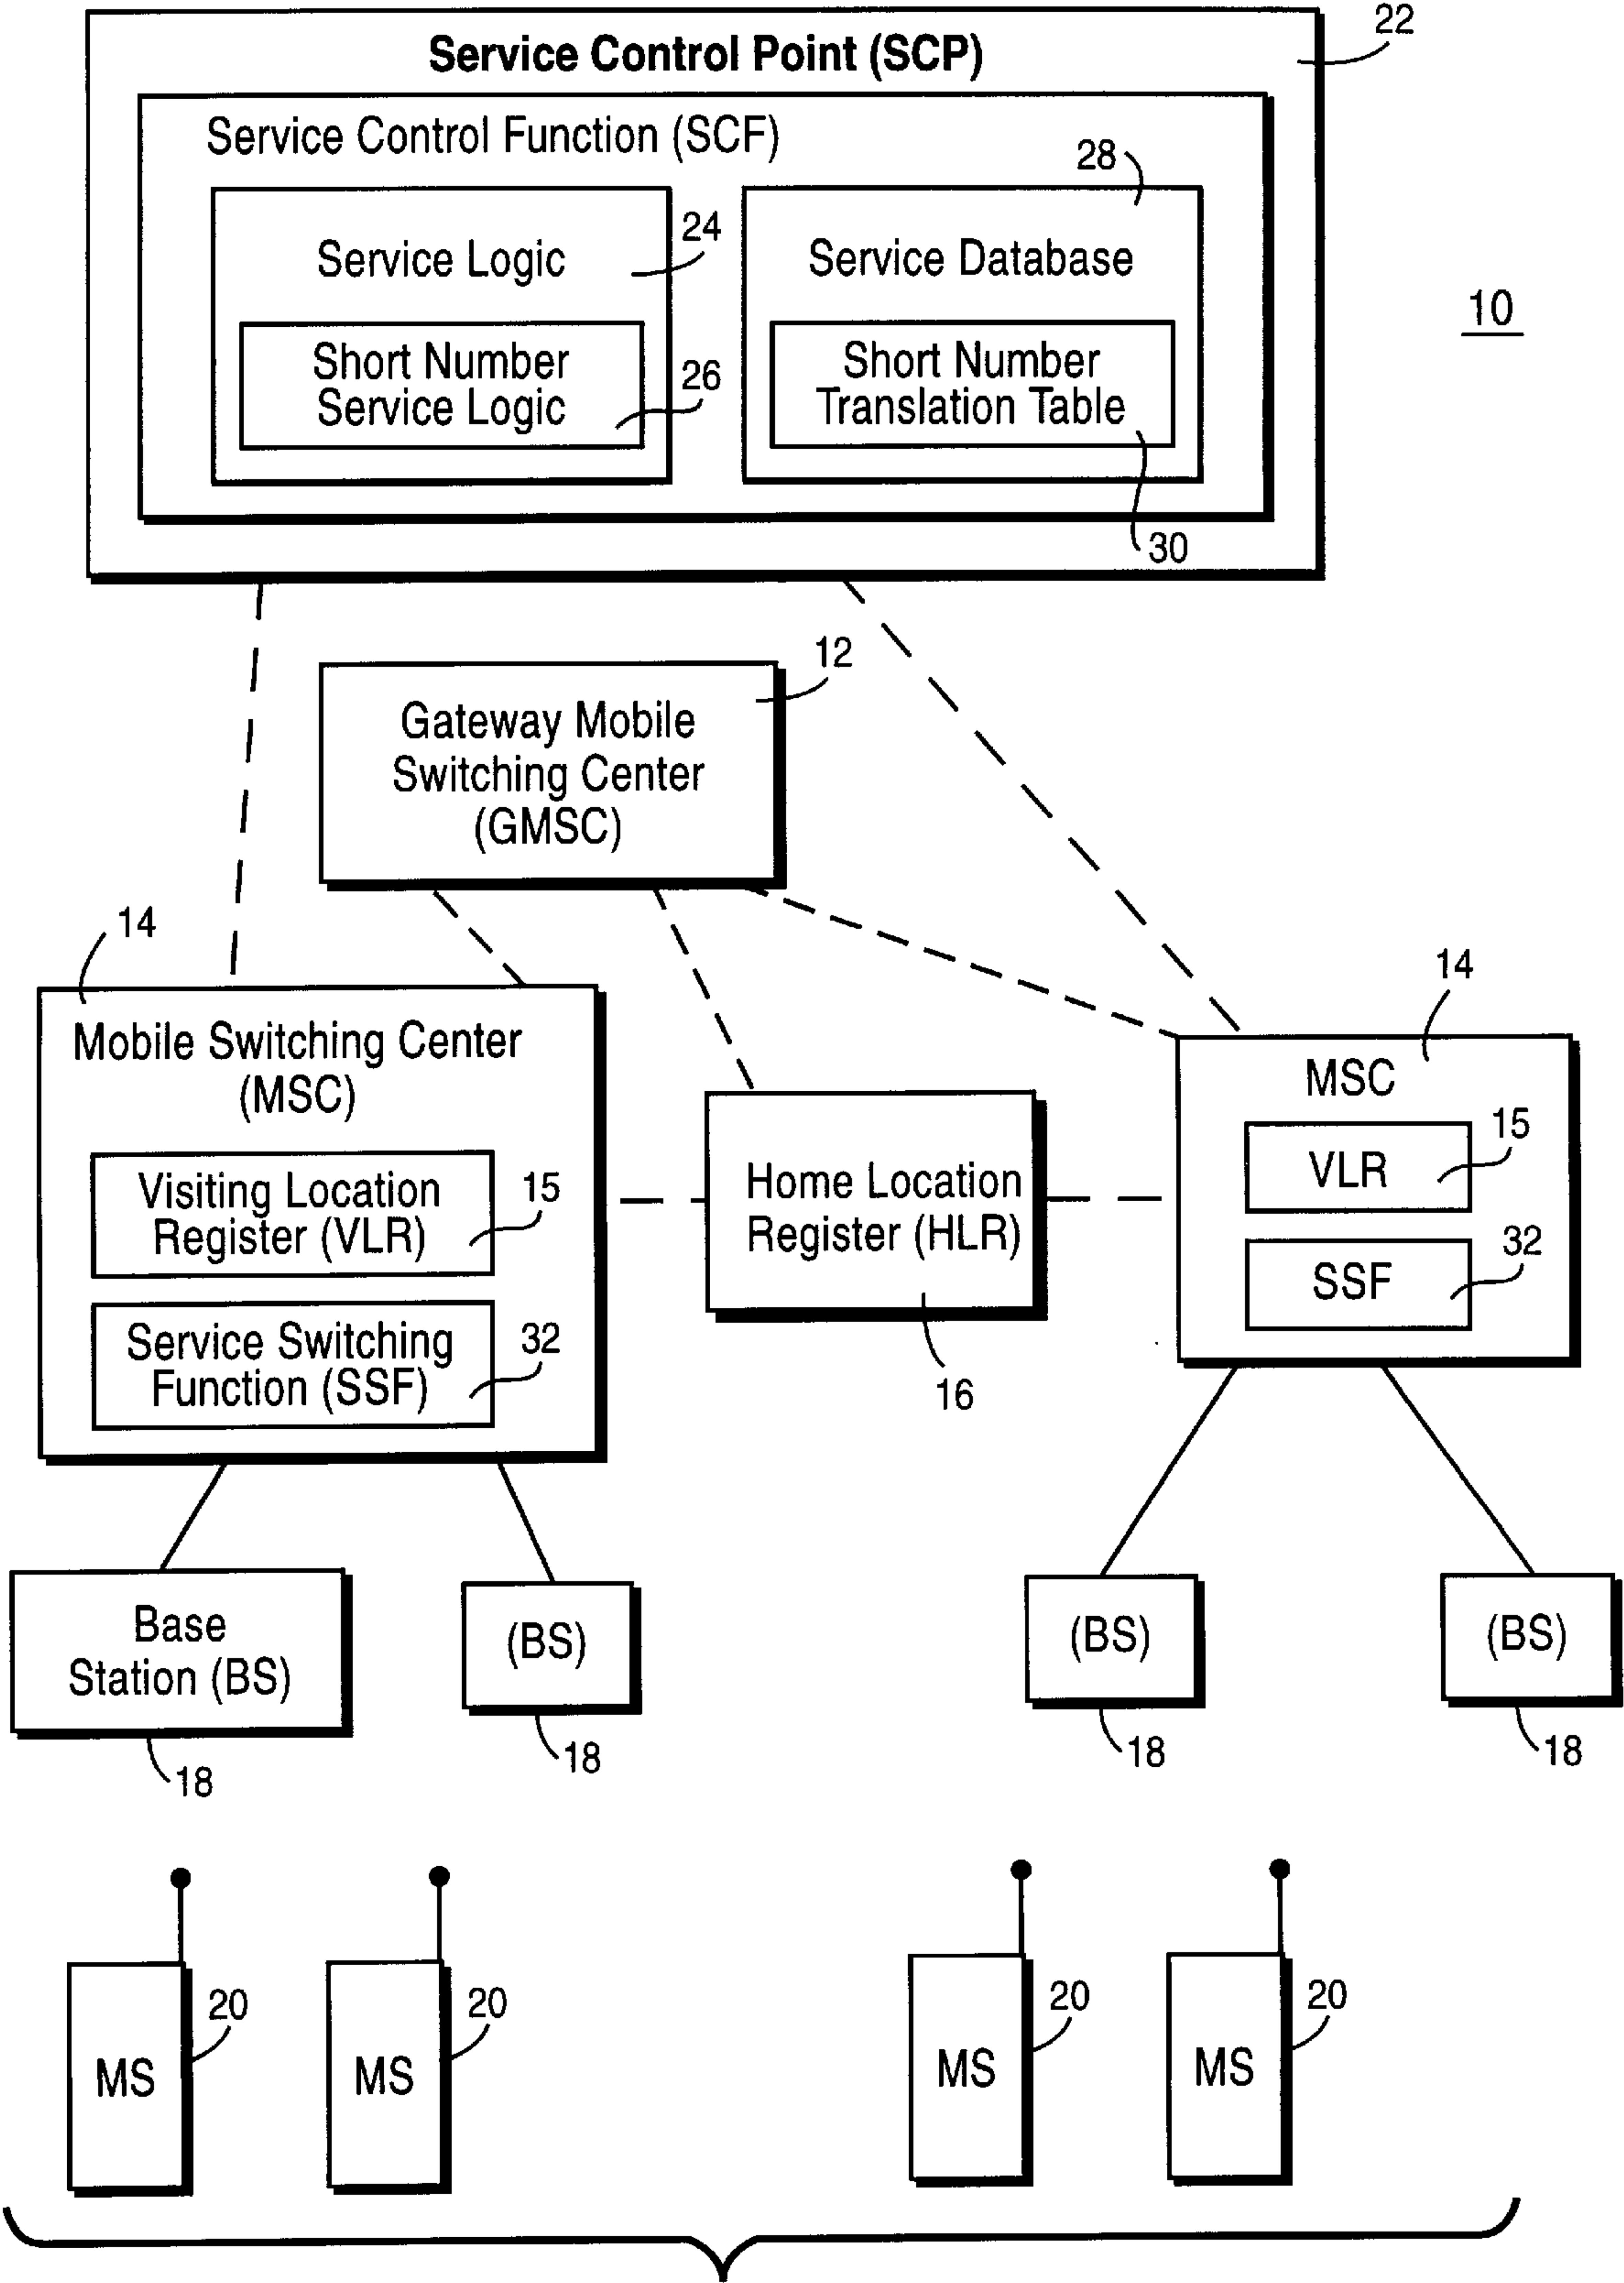 22
Service Control Point (SCP)
Service Control Function (SCF)
28
24
Service Logic
Service Database
10
Short Number
Service Logic
26
Short Number
Translation Table
30
12
Gateway Mobile
Switching Center
(GMSC)
14
Mobile Switching Center
(MSC)
Visiting Location
Register (VLR)
15
Service Switching
Function (SSF)
32
Home Location
Register (HLR)
16
14
MSC
15
VLR
32
SSF
Base
Station (BS)
18
(BS)
18
(BS)
18
(BS)
18
MS
20
MS
20
MS
20
MS
20